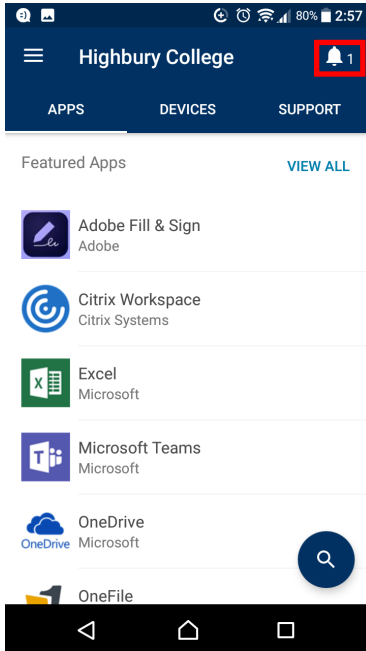 80% 2:57
Highbury College 1
APPS DEVICES SUPPORT
Featured Apps VIEW ALL
Adobe Fill & Sign
Adobe
Citrix Workspace
Citrix Systems
Excel
Microsoft
Microsoft Teams
Microsoft
OneDrive
OneDrive Microsoft
OneFile